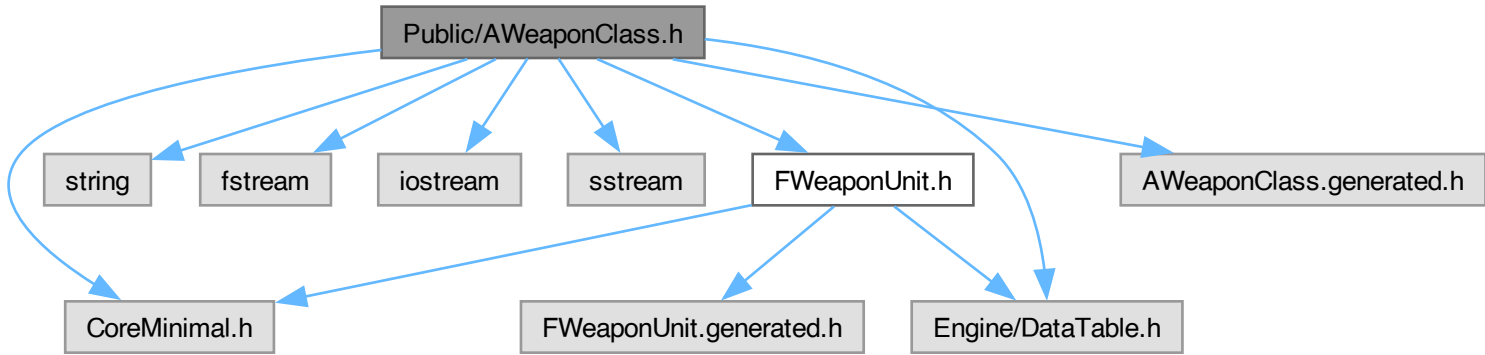 Public/AWeaponClass.h
string
fstream
iostream
sstream
FWeaponUnit.h
AWeaponClass.generated.h
CoreMinimal.h
FWeaponUnit.generated.h
Engine/DataTable.h